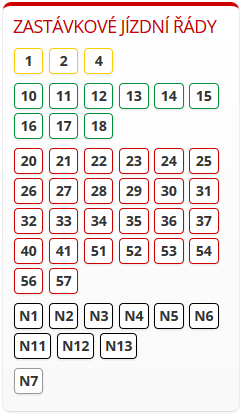 ZASTÁVKOVÉ JÍZDNÍ ŘÁDY
1 2 4
10 11 12 13 14 15
16 17 18
20 21 22 23 24 25
26 27 28 29 30 31
32 33 34 35 36 37
40 41 51 52 53 54
56 57
N1 N2 N3 N4 N5 N6
N11 N12 N13
N7